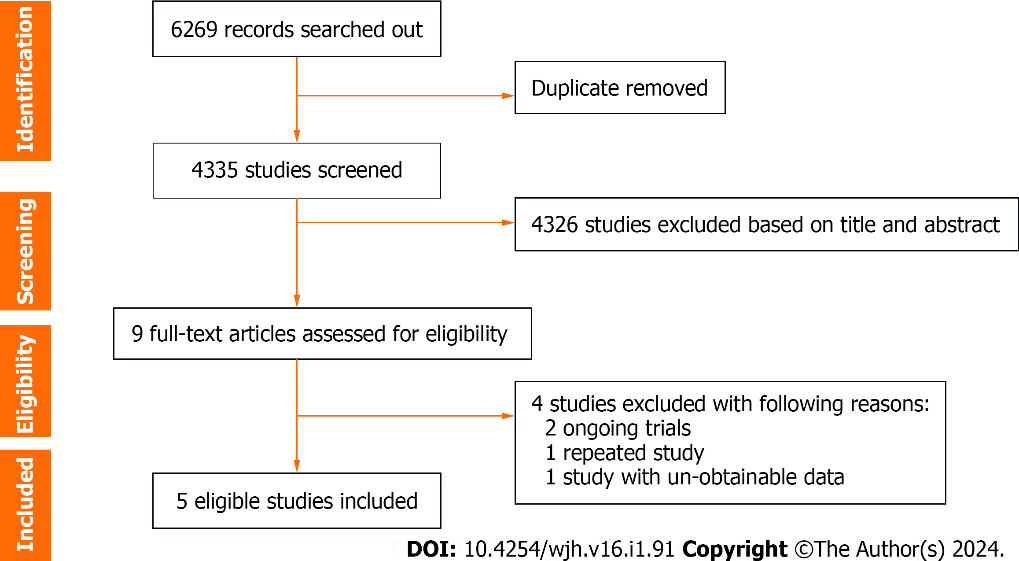 Identification
6269 records searched out
Duplicate removed
4335 studies screened
Screening
4326 studies excluded based on title and abstract
9 full-text articles assessed for eligibility
Eligibility
4 studies excluded with following reasons:
2 ongoing trials
1 repeated study
1 study with un-obtainable data
Included
5 eligible studies included
DOI: 10.4254/wjh.v16.i1.91 Copyright ©The Author(s) 2024.